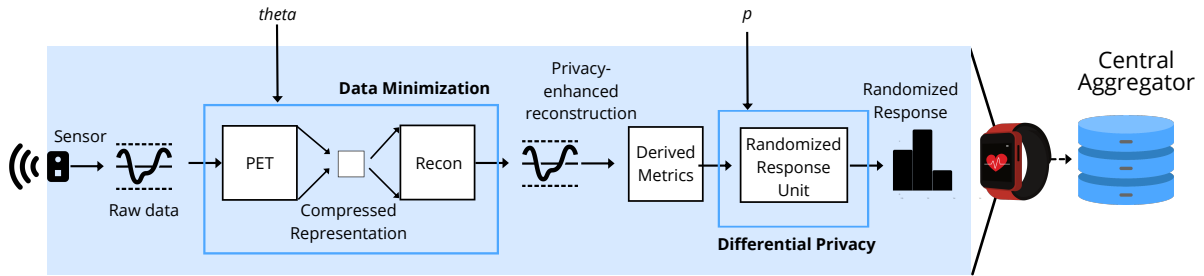 theta
p
Data Minimization
Privacy-
enhanced
reconstruction
Randomized
Response
Central
Aggregator
Sensor
Raw data
PET
Compressed
Representation
Recon
Derived
Metrics
Randomized
Response
Unit
Differential Privacy